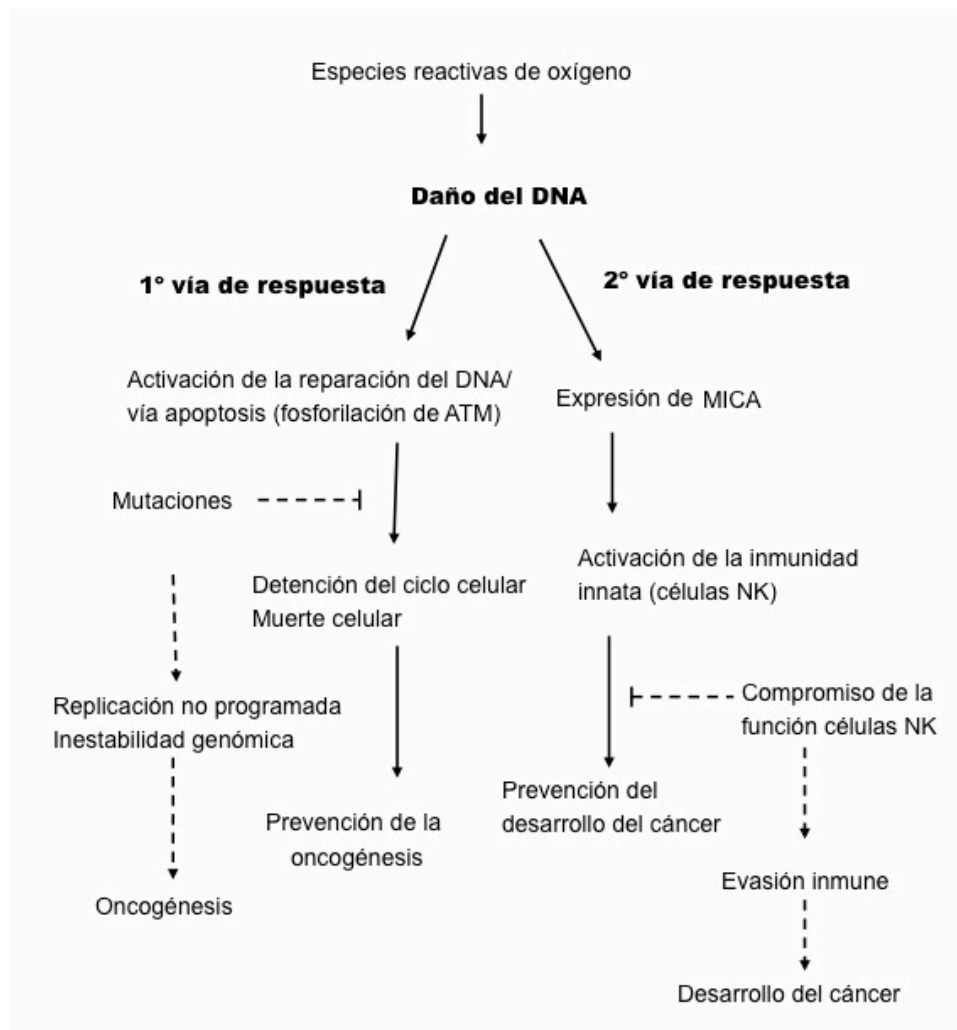 Especies reactivas de oxígeno
Daño del DNA
1º vía de respuesta
2º vía de respuesta
Activación de la reparación del DNA/
vía apoptosis (fosforilación de ATM)
Expresión de MICA
Mutaciones
Detención del ciclo celular
Muerte celular
Activación de la inmunidad
innata (células NK)
Replicación no programada
Inestabilidad genómica
Compromiso de la
función células NK
Prevención de la
oncogénesis
Prevención del
desarrollo del cáncer
Oncogénesis
Evasión inmune
Desarrollo del cáncer